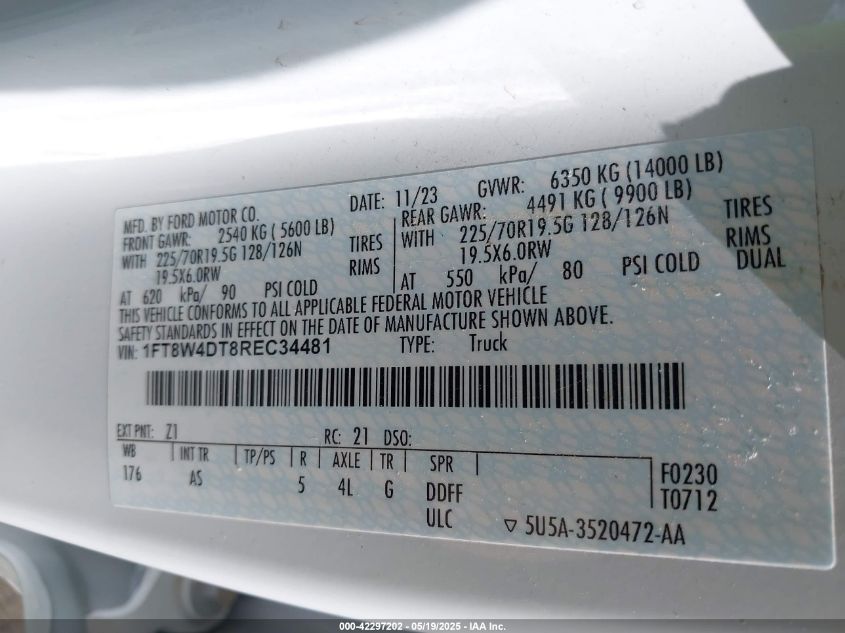 MFD. BY FORD MOTOR CO. DATE: 11/23 GVWR: 6350 KG (14000 LB)
FRONT GAWR: 2540 KG ( 5600 LB) REAR GAWR: 4491 KG ( 9900 LB)
WITH 225/70R19.5G 128/126N TIRES WITH 225/70R19.5G 128/126N TIRES
19.5X6.0RW RIMS 19.5X6.0RW RIMS
AT 620 kPa/ 90 PSI COLD AT 550 kPa/ 80 PSI COLD DUAL
THIS VEHICLE CONFORMS TO ALL APPLICABLE FEDERAL MOTOR VEHICLE
SAFETY STANDARDS IN EFFECT ON THE DATE OF MANUFACTURE SHOWN ABOVE.
VIN: 1FT8W4DT8REC34481 TYPE: Truck
EXT PNT: Z1 RC: 21 DSO:
WB INT TR TP/PS R AXLE TR SPR
176 AS 5 4L G DDFF
ULC
F0230
T0712
▽ 5U5A-3520472-AA
000-42297202 - 05/19/2025 - IAA Inc.